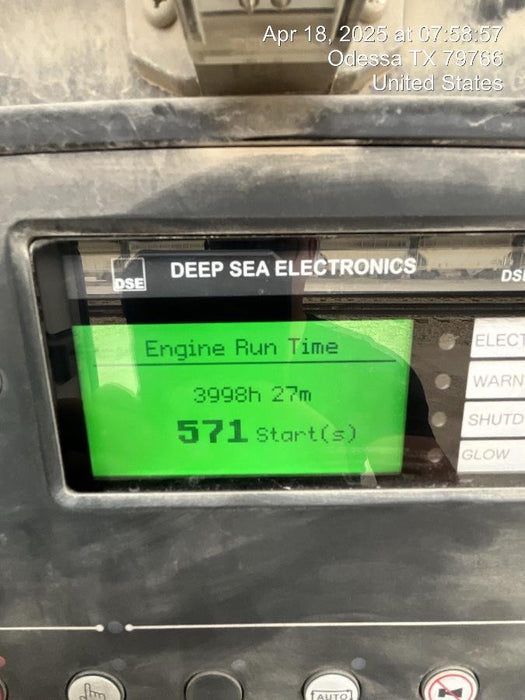 Apr 18, 2025 at 07:58:57
Odessa TX 79766
United States
DSE
DEEP SEA ELECTRONICS
DSE
Engine Run Time
3998h 27m
571 Start(s)
ELECT
WARN
SHUTD
GLOW
AUTO